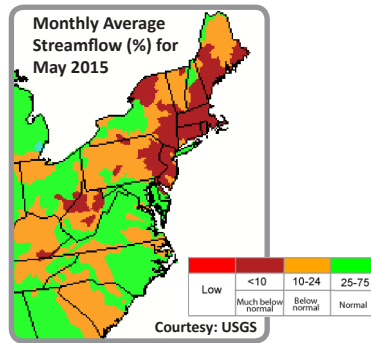 Monthly Average
Streamflow (%) for
May 2015
Low
<10
10-24
25-75
Much below
normal
Below
normal
Normal
Courtesy: USGS